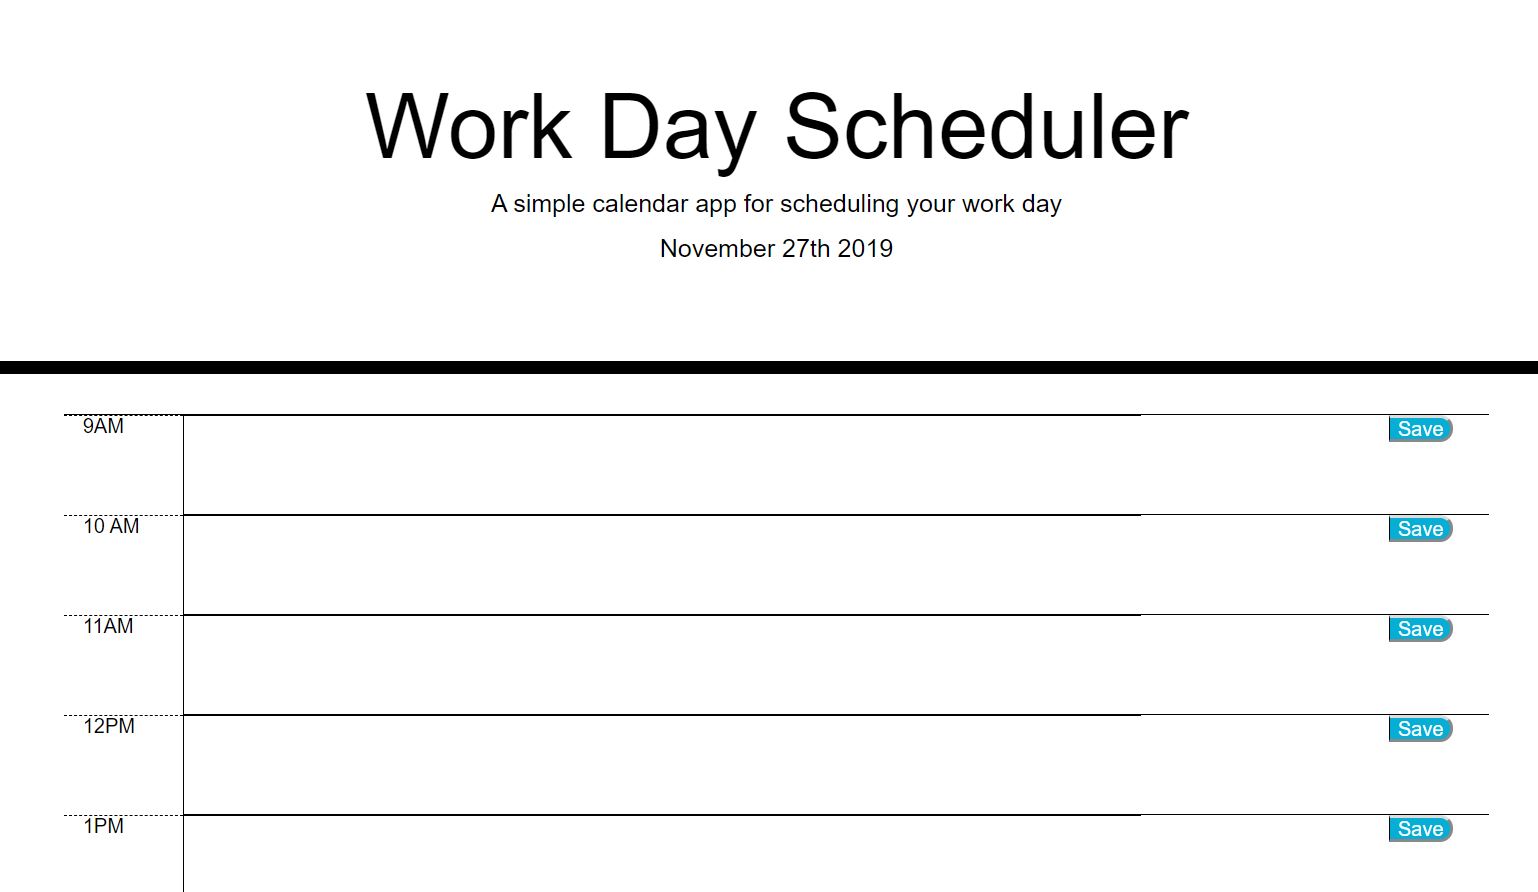 Work Day Scheduler
A simple calendar app for scheduling your work day
November 27th 2019
9AM Save
10 AM Save
11AM Save
12PM Save
1PM Save